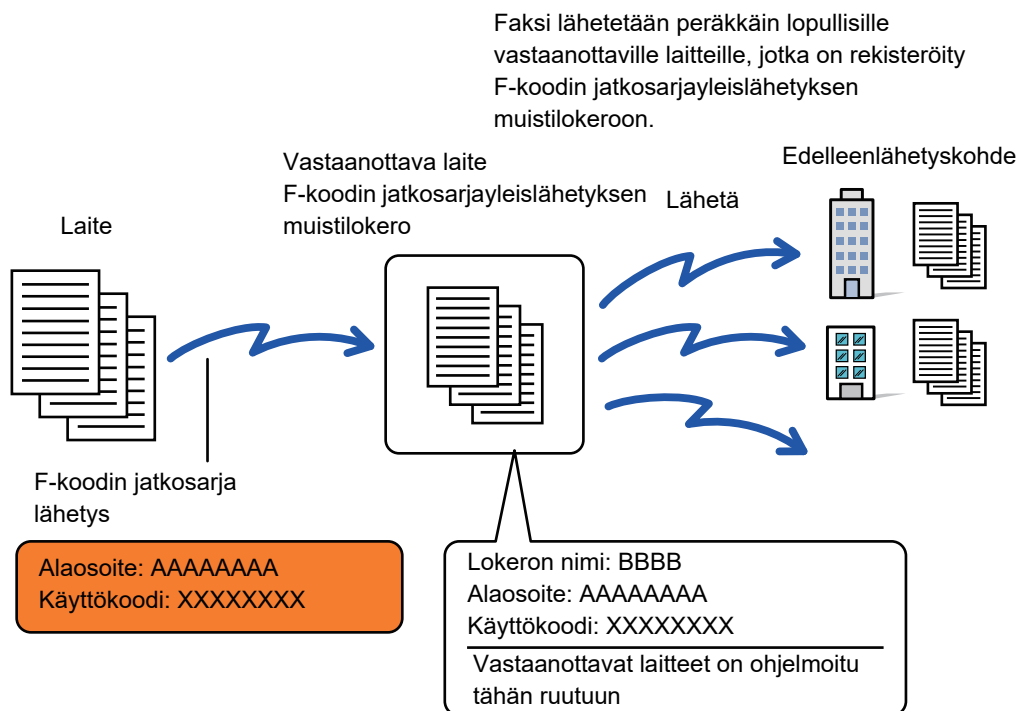 Faksi lähetetään peräkkäin lopullisille
vastaanottaville laitteille, jotka on rekisteröity
F-koodin jatkosarjayleislähetyksen
muistilokeroon.
Edelleenlähetyskohde
Vastaanottava laite
F-koodin jatkosarjayleislähetyksen
muistilokero
Lähetä
Laite
F-koodin jatkosarja
lähetys
Alaosoite: AAAAAAAA
Käyttökoodi: XXXXXXXX
Lokeron nimi: BBBB
Alaosoite: AAAAAAAA
Käyttökoodi: XXXXXXXX
Vastaanottavat laitteet on ohjelmoitu
tähän ruutuun